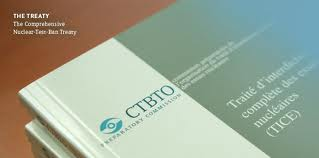 THE TREATY
The Comprehensive
Nuclear-Test-Ban Treaty
CTBTO
PREPARATORY COMMISSION
Traité d'interdiction
complète des essais
nucléaires
(TICE)